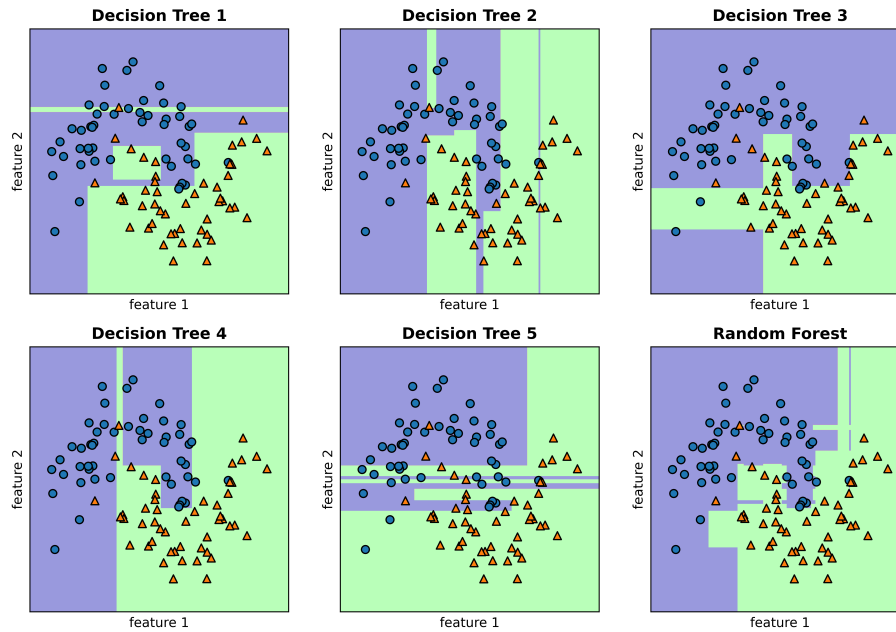 Decision Tree 1
Decision Tree 2
Decision Tree 3
feature 2
feature 2
feature 2
feature 1
feature 1
feature 1
Decision Tree 4
Decision Tree 5
Random Forest
feature 2
feature 2
feature 2
feature 1
feature 1
feature 1